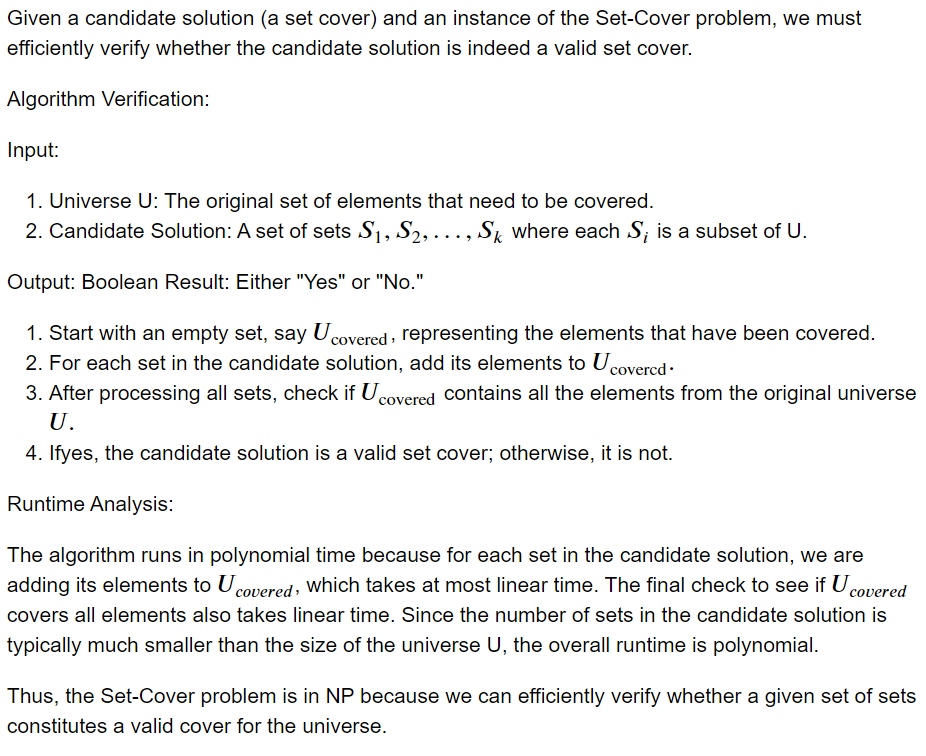 Given a candidate solution (a set cover) and an instance of the Set-Cover problem, we must
efficiently verify whether the candidate solution is indeed a valid set cover.
Algorithm Verification:
Input:
1. Universe U: The original set of elements that need to be covered.
2. Candidate Solution: A set of sets S₁, S₂, . . . , Sₖ where each Sᵢ is a subset of U.
Output: Boolean Result: Either "Yes" or "No."
1. Start with an empty set, say U_covered, representing the elements that have been covered.
2. For each set in the candidate solution, add its elements to U_covered.
3. After processing all sets, check if U_covered contains all the elements from the original universe
U.
4. Ifyes, the candidate solution is a valid set cover; otherwise, it is not.
Runtime Analysis:
The algorithm runs in polynomial time because for each set in the candidate solution, we are
adding its elements to U_covered, which takes at most linear time. The final check to see if U_covered
covers all elements also takes linear time. Since the number of sets in the candidate solution is
typically much smaller than the size of the universe U, the overall runtime is polynomial.
Thus, the Set-Cover problem is in NP because we can efficiently verify whether a given set of sets
constitutes a valid cover for the universe.